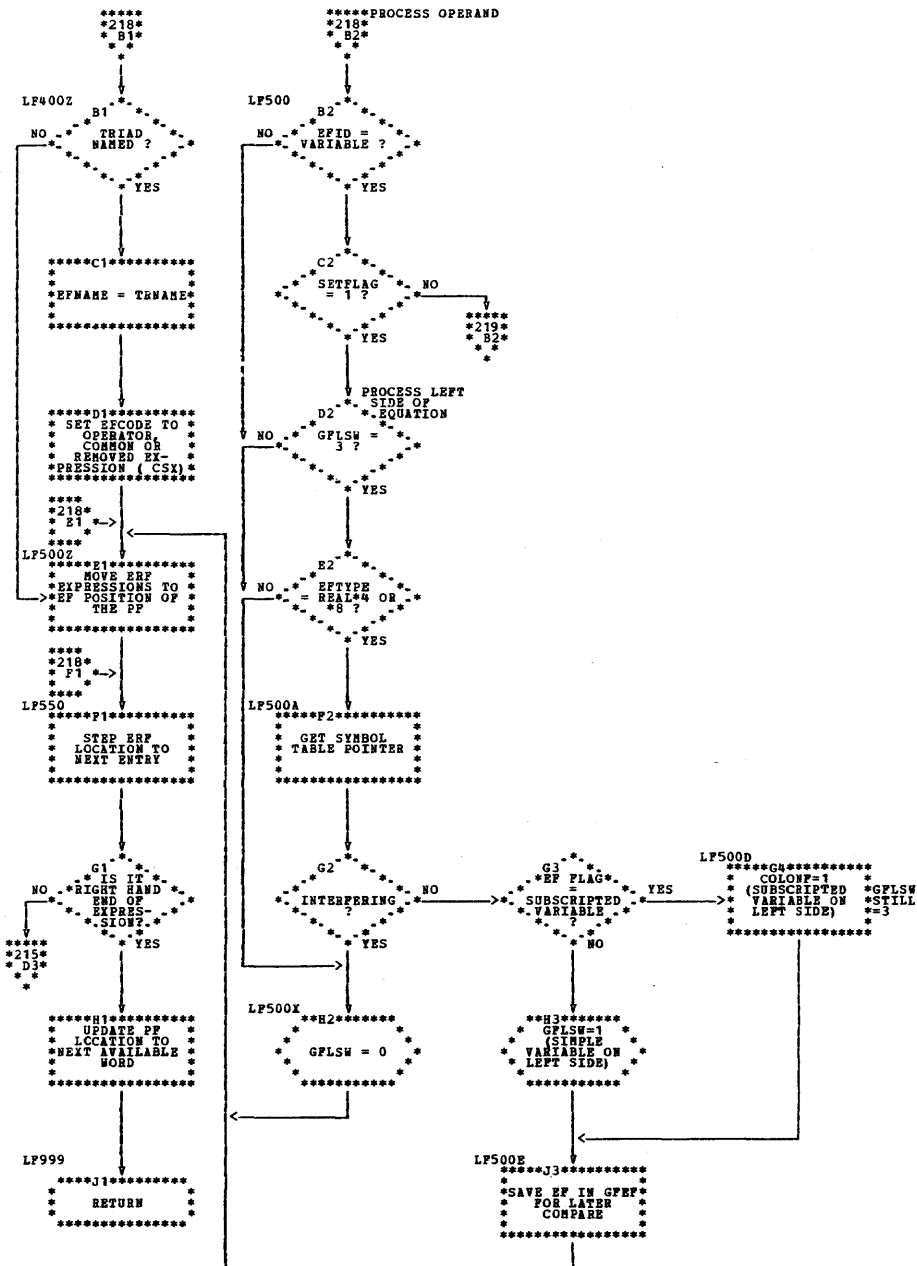 *218*
B1*
*218*
B2*
PROCESS OPERAND
LF400Z
B1
TRIAD
NAMED ?
NO
YES
LF500
B2
EFID =
VARIABLE ?
NO
YES
C1
EFNAME = TRNAME
C2
SETFLAG
= 1 ?
NO
YES
*219*
B2*
D1
SET EFCODE TO
OPERATOR,
COMMON OR
REMOVED EX-
PRESSION ( CSX)
PROCESS LEFT
SIDE OF
EQUATION
D2
GFLSW =
3 ?
NO
YES
*218*
E1
LF500Z
E1
MOVE ERF
EXPRESSIONS TO
EF POSITION OF
THE PF
E2
EFTYPE
= REAL*4 OR
*8 ?
NO
YES
*218*
F1
LF550
F1
STEP ERF
LOCATION TO
NEXT ENTRY
LF500A
F2
GET SYMBOL
TABLE POINTER
G1
IS IT
RIGHT HAND
END OF
EXPRES-
SION?
NO
YES
*215*
D3*
G2
INTERFERING
?
NO
YES
G3
EF FLAG
=
SUBSCRIPTED
VARIABLE
?
YES
NO
LF500D
G4
COLONF=1
(SUBSCRIPTED
VARIABLE ON
LEFT SIDE)
GFLSW
STILL
=3
H1
UPDATE PF
LOCATION TO
NEXT AVAILABLE
WORD
LF500X
H2
GFLSW = 0
H3
GFLSW=1
(SIMPLE
VARIABLE ON
LEFT SIDE)
LF999
J1
RETURN
LF500E
J3
SAVE EF IN GFEF
FOR LATER
COMPARE